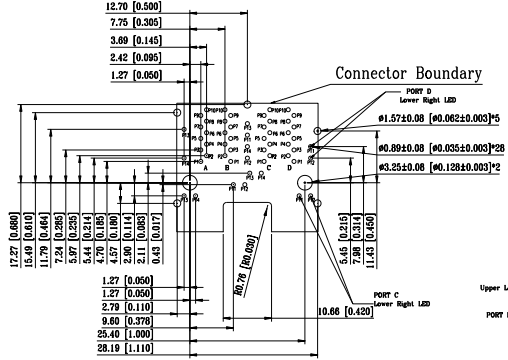 12.70 [0.500]
7.75 [0.305]
3.69 [0.145]
2.42 [0.095]
1.27 [0.050]
Connector Boundary
PORT D
Lower Right LED
ø1.57±0.08 [ø0.062±0.003]*5
ø0.89±0.08 [ø0.035±0.003]*28
ø3.25±0.08 [ø0.128±0.003]*2
A B C D
17.27 [0.680]
15.49 [0.610]
11.79 [0.464]
7.24 [0.285]
5.97 [0.235]
5.44 [0.214]
4.70 [0.185]
4.57 [0.180]
2.90 [0.114]
2.11 [0.083]
0.43 [0.017]
R0.76 [R0.030]
5.45 [0.215]
7.98 [0.314]
11.43 [0.450]
1.27 [0.050]
1.27 [0.050]
2.79 [0.110]
9.60 [0.378]
25.40 [1.000]
28.19 [1.110]
10.66 [0.420]
PORT C
Lower Right LED
Upper L
PORT